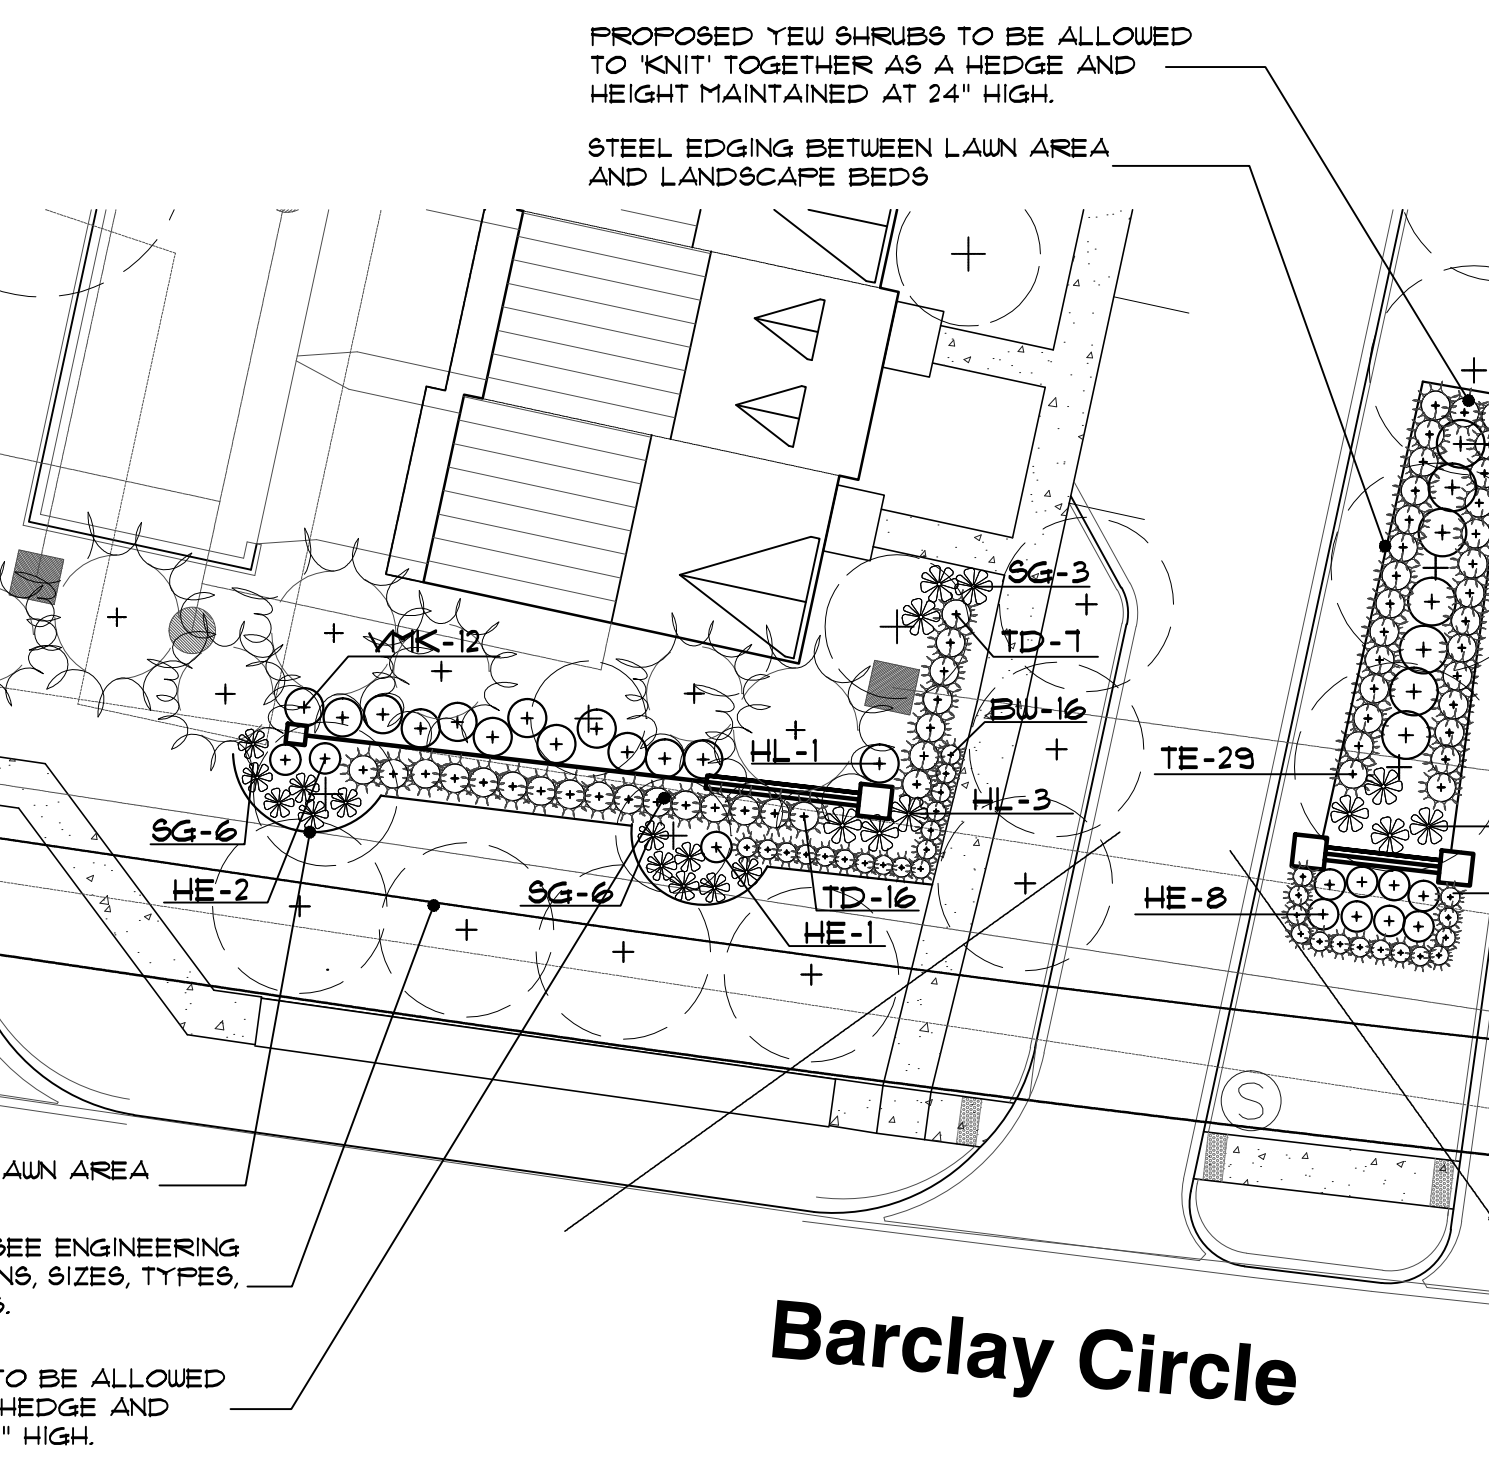 PROPOSED YEW SHRUBS TO BE ALLOWED
TO 'KNIT' TOGETHER AS A HEDGE AND
HEIGHT MAINTAINED AT 24" HIGH.
STEEL EDGING BETWEEN LAWN AREA
AND LANDSCAPE BEDS
SG-3
VMK-12
TD-7
BW-16
HL-1
TE-29
HL-3
SG-6
HE-2
SG-6
TD-16
HE-8
HE-1
S
AWN AREA
SEE ENGINEERING
NS, SIZES, TYPES,
S.
TO BE ALLOWED
HEDGE AND
" HIGH.
Barclay Circle